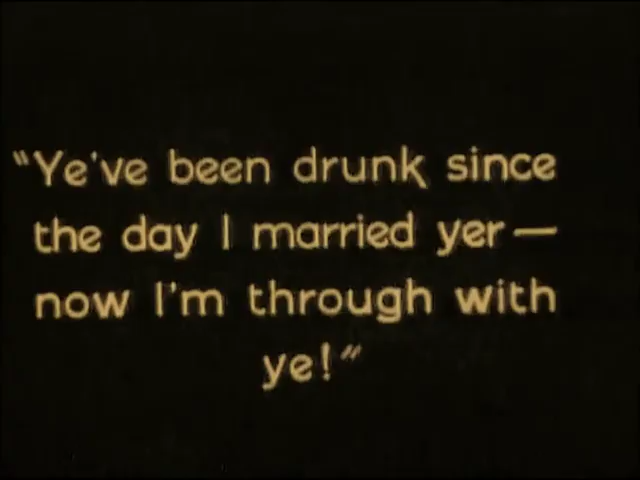 "Ye've been drunk since
the day I married yer—
now I'm through with
ye!"